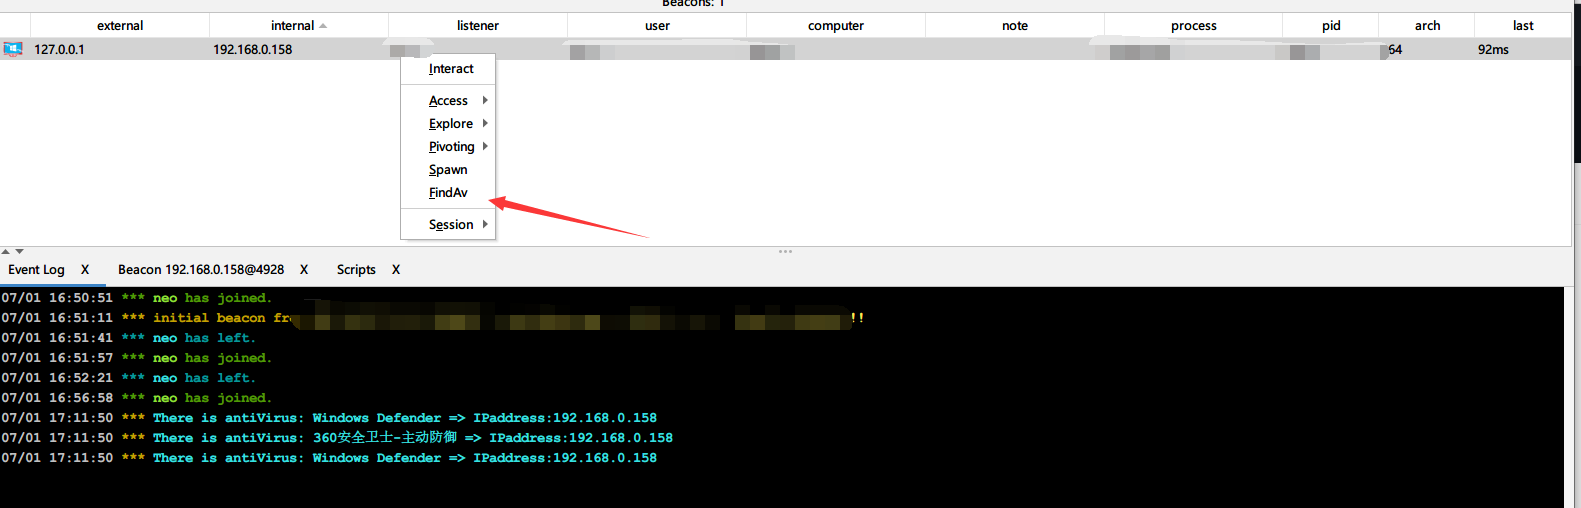 Beacons: 1
external internal listener user computer note process pid arch last
127.0.0.1 192.168.0.158 64 92ms
Interact
Access
Explore
Pivoting
Spawn
FindAv
Session
Event Log X Beacon 192.168.0.158@4928 X Scripts X
07/01 16:50:51 *** neo has joined.
07/01 16:51:11 *** initial beacon !!
07/01 16:51:41 *** neo has left.
07/01 16:51:57 *** neo has joined.
07/01 16:52:21 *** neo has left.
07/01 16:56:58 *** neo has joined.
07/01 17:11:50 *** There is antiVirus: Windows Defender => IPaddress:192.168.0.158
07/01 17:11:50 *** There is antiVirus: 360安全卫士-主动防御 => IPaddress:192.168.0.158
07/01 17:11:50 *** There is antiVirus: Windows Defender => IPaddress:192.168.0.158